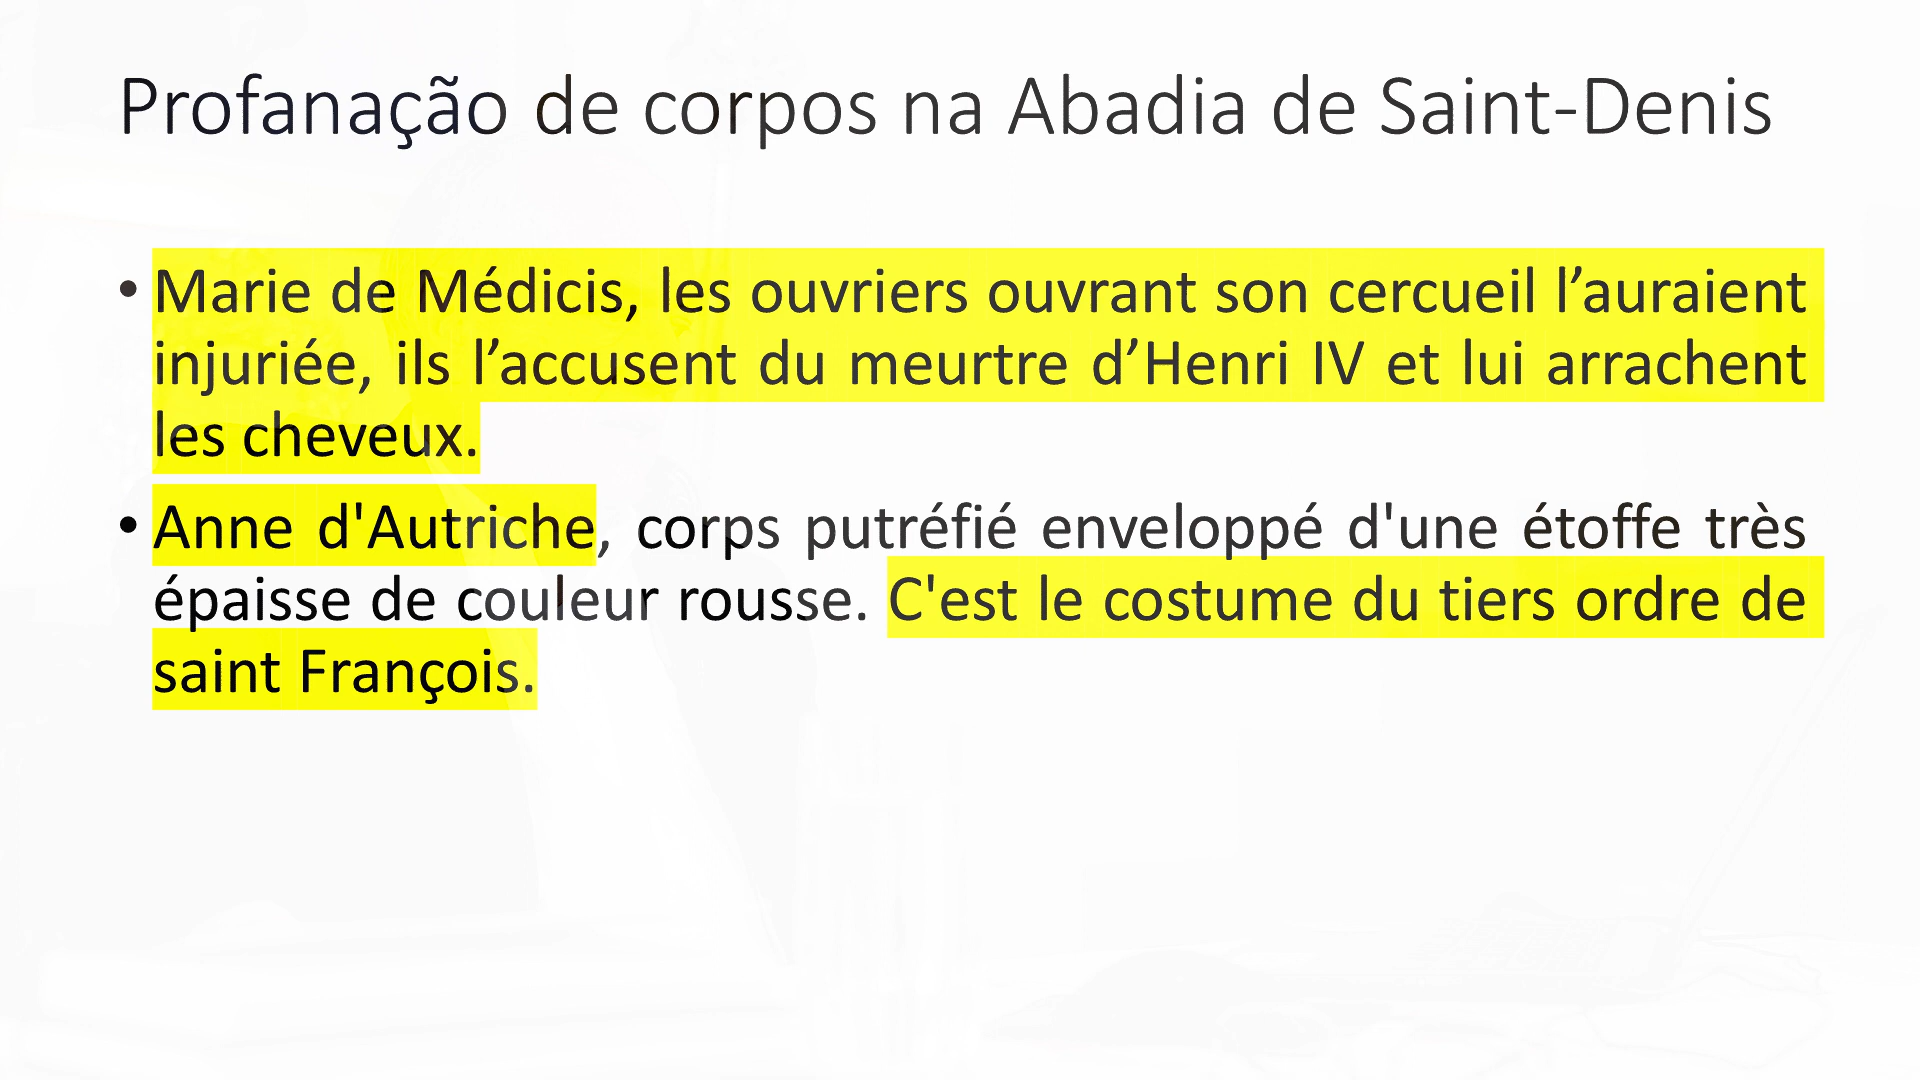 Profanação de corpos na Abadia de Saint-Denis
• Marie de Médicis, les ouvriers ouvrant son cercueil l’auraient
injuriée, ils l’accusent du meurtre d’Henri IV et lui arrachent
les cheveux.
• Anne d'Autriche, corps putréfié enveloppé d'une étoffe très
épaisse de couleur rousse. C'est le costume du tiers ordre de
saint François.